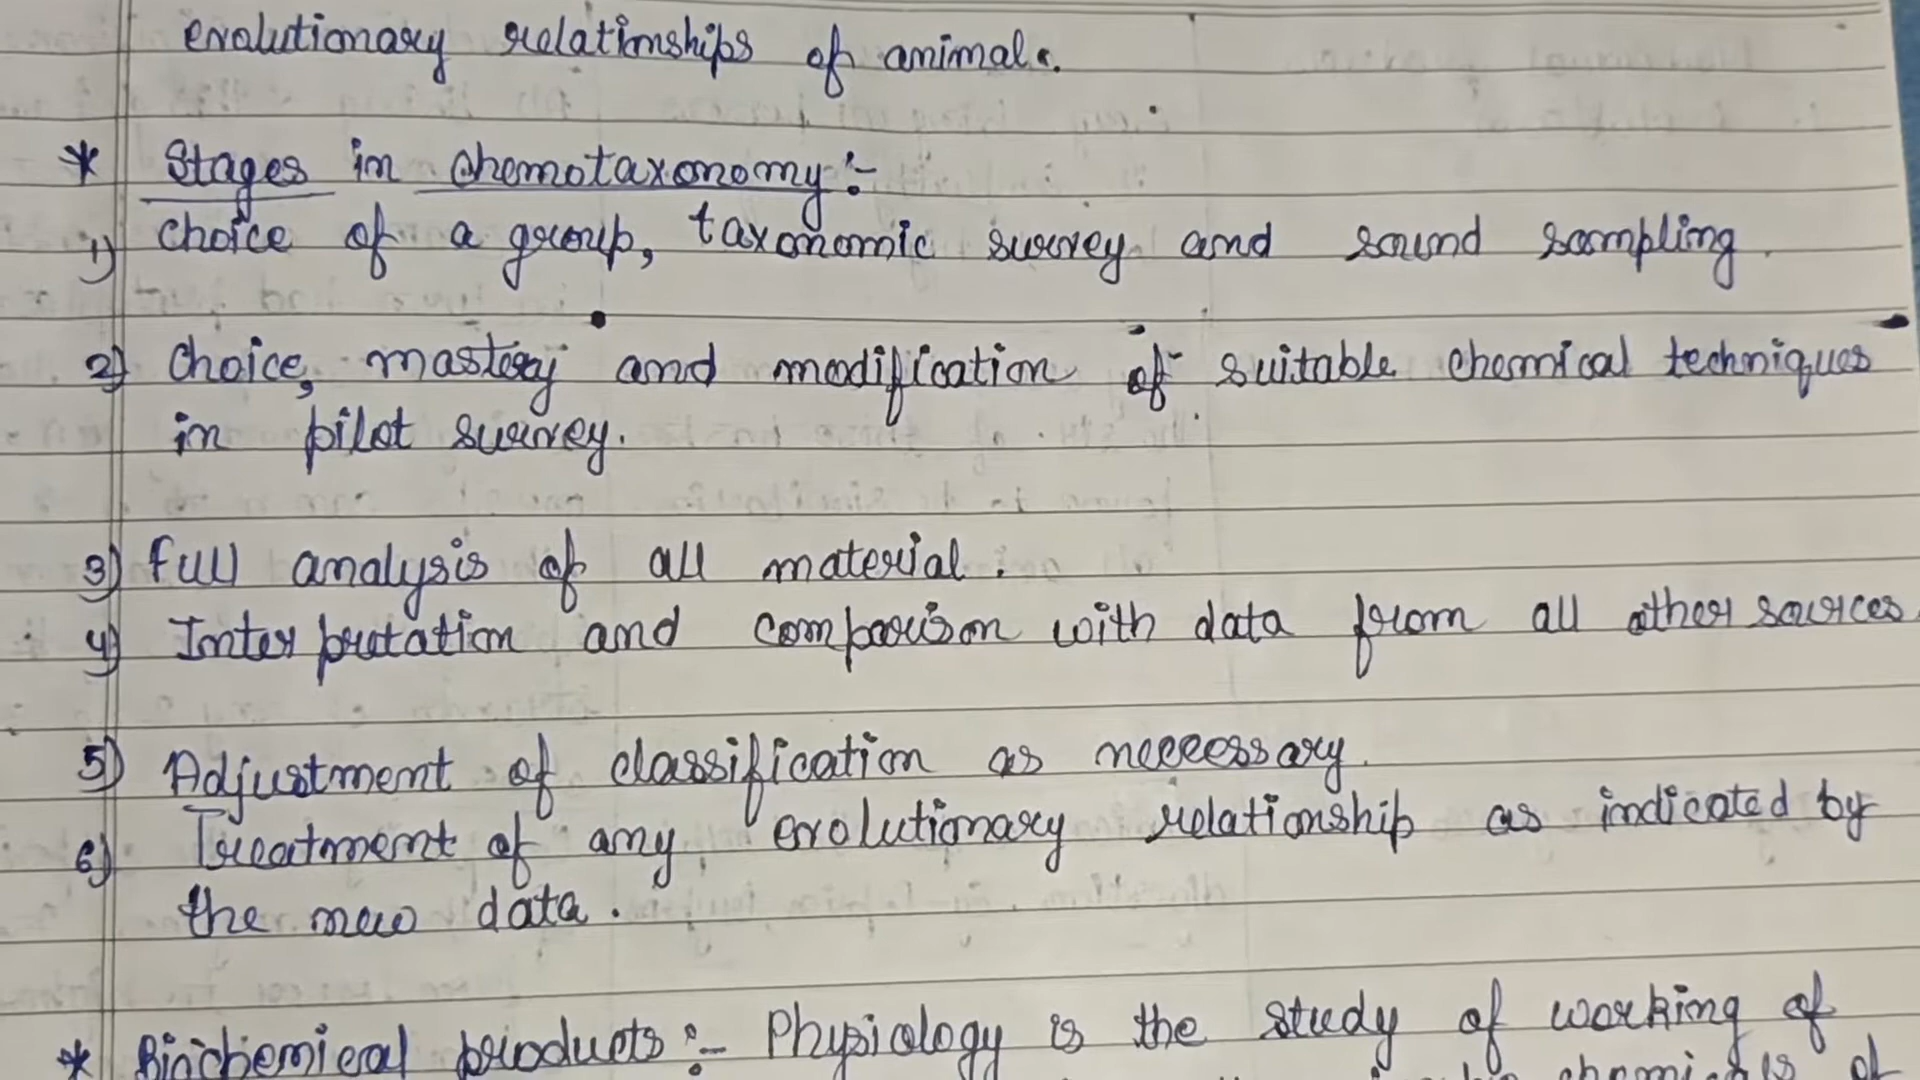 evolutionary relationships of animal.
* Stages in chemotaxonomy :-
1) choice of a group, taxonomic survey and sound sampling.
2) choice, mastery and modification of suitable chemical techniques
in pilot survey.
3) full analysis of all material.
4) Interpretation and comparison with data from all other sources
5) Adjustment of classification as necessary.
6) Treatment of any evolutionary relationship as indicated by
the new data.
* Biochemical products :- Physiology is the study of working of
of